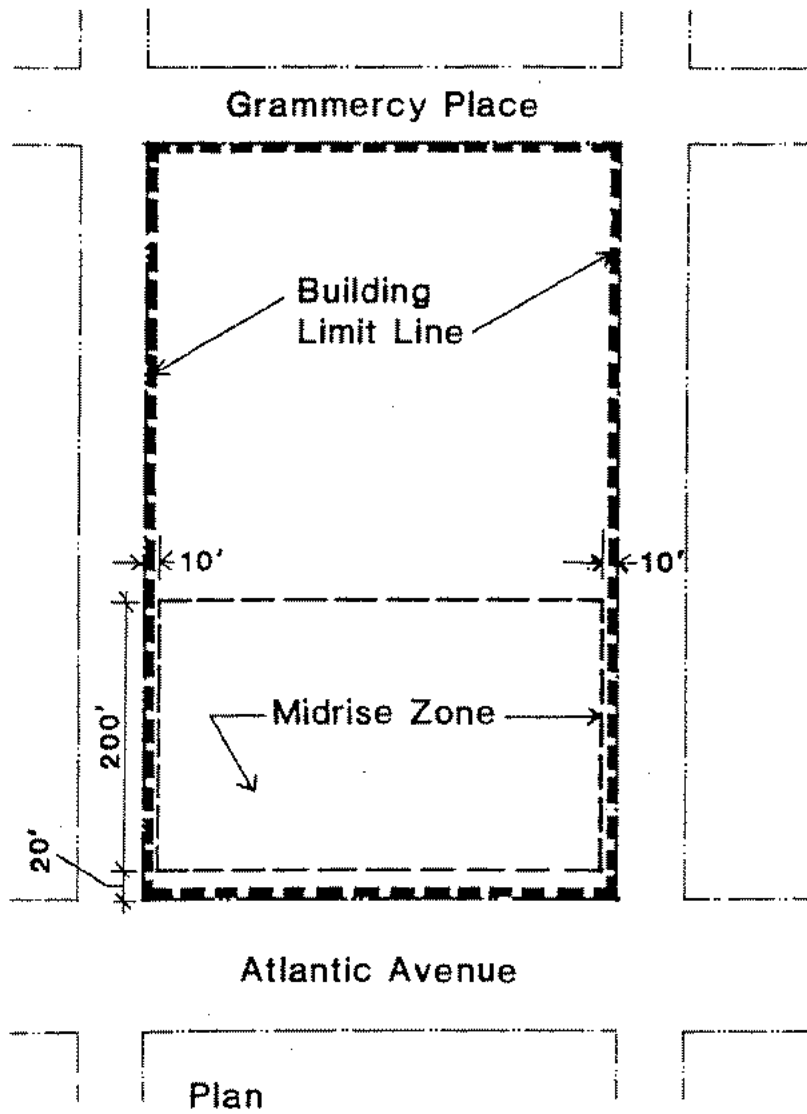 Grammercy Place
Building
Limit Line
10'
10'
200'
Midrise Zone
20'
Atlantic Avenue
Plan